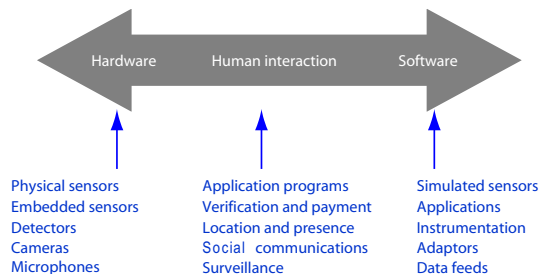 Hardware
Human interaction
Software
Physical sensors
Embedded sensors
Detectors
Cameras
Microphones
Application programs
Verification and payment
Location and presence
Social communications
Surveillance
Simulated sensors
Applications
Instrumentation
Adaptors
Data feeds